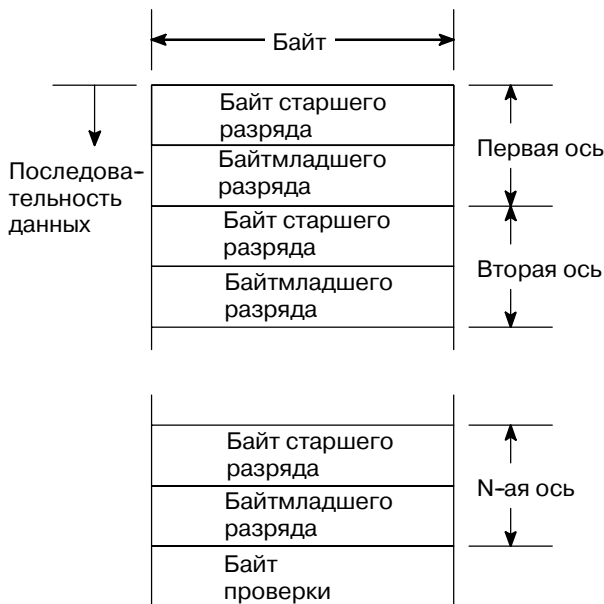 Байт
Байт старшего
разряда
Первая ось
Байтмладшего
разряда
Последова-
тельность
данных
Байт старшего
разряда
Вторая ось
Байтмладшего
разряда
Байт старшего
разряда
N-ая ось
Байтмладшего
разряда
Байт
проверки